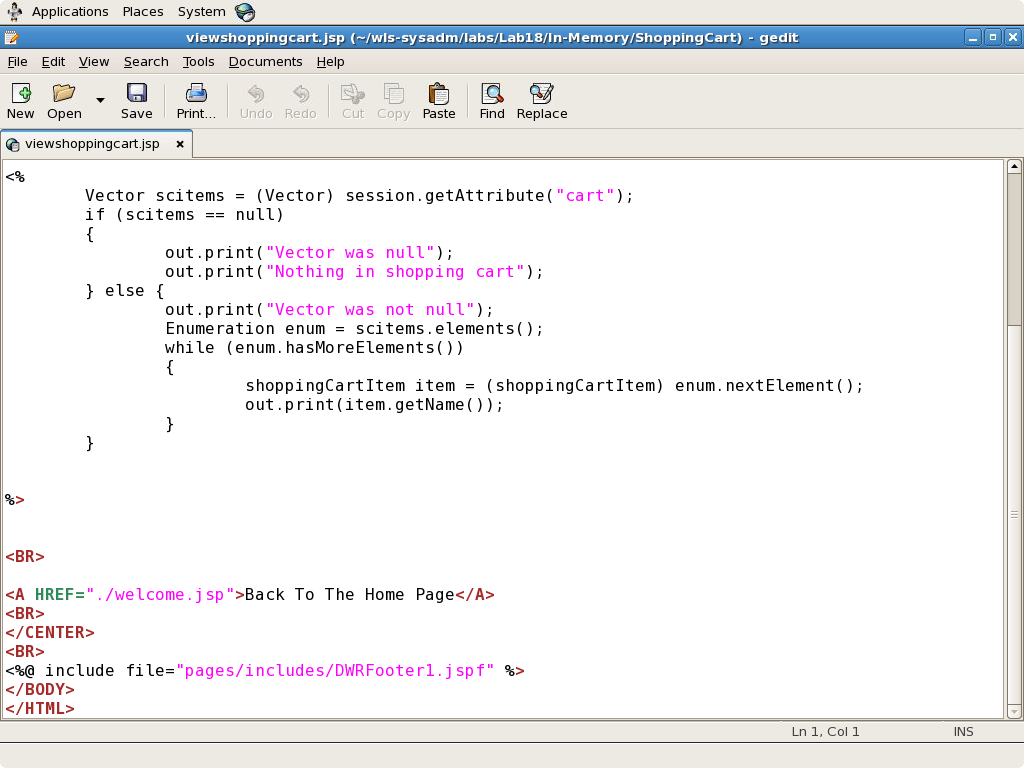 Applications Places System
viewshoppingcart.jsp (~/wls-sysadm/labs/Lab18/In-Memory/ShoppingCart) - gedit
File Edit View Search Tools Documents Help
New Open Save Print... Undo Redo Cut Copy Paste Find Replace
viewshoppingcart.jsp
<%
Vector scitems = (Vector) session.getAttribute("cart");
if (scitems == null)
{
out.print("Vector was null");
out.print("Nothing in shopping cart");
} else {
out.print("Vector was not null");
Enumeration enum = scitems.elements();
while (enum.hasMoreElements())
{
shoppingCartItem item = (shoppingCartItem) enum.nextElement();
out.print(item.getName());
}
}
%>
<BR>
<A HREF="./welcome.jsp">Back To The Home Page</A>
<BR>
</CENTER>
<BR>
<%@ include file="pages/includes/DWRFooter1.jspf" %>
</BODY>
</HTML>
Ln 1, Col 1 INS